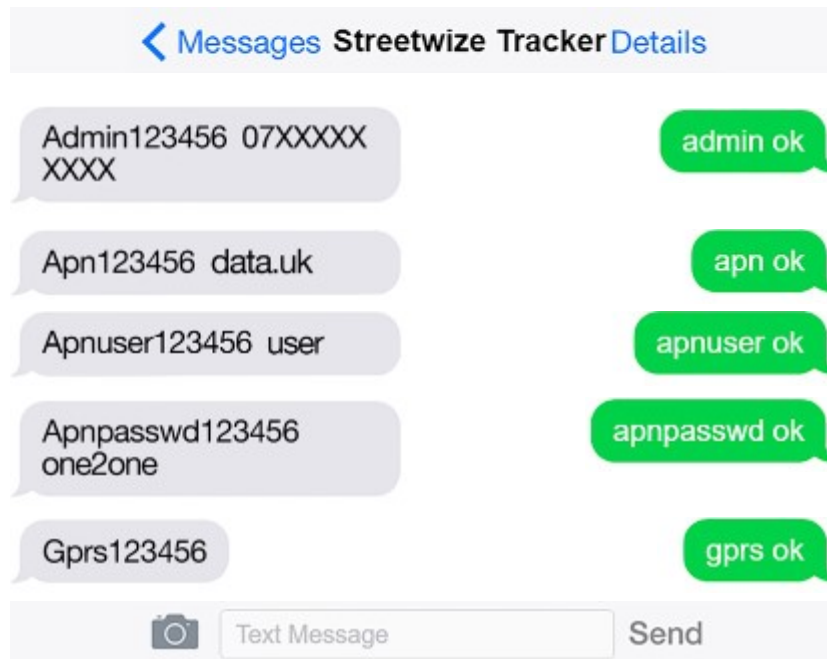 Messages Streetwize Tracker Details
Admin123456 07XXXXX
XXXX
admin ok
Apn123456 data.uk
apn ok
Apnuser123456 user
apnuser ok
Apnpasswd123456
one2one
apnpasswd ok
Gprs123456
gprs ok
Text Message Send